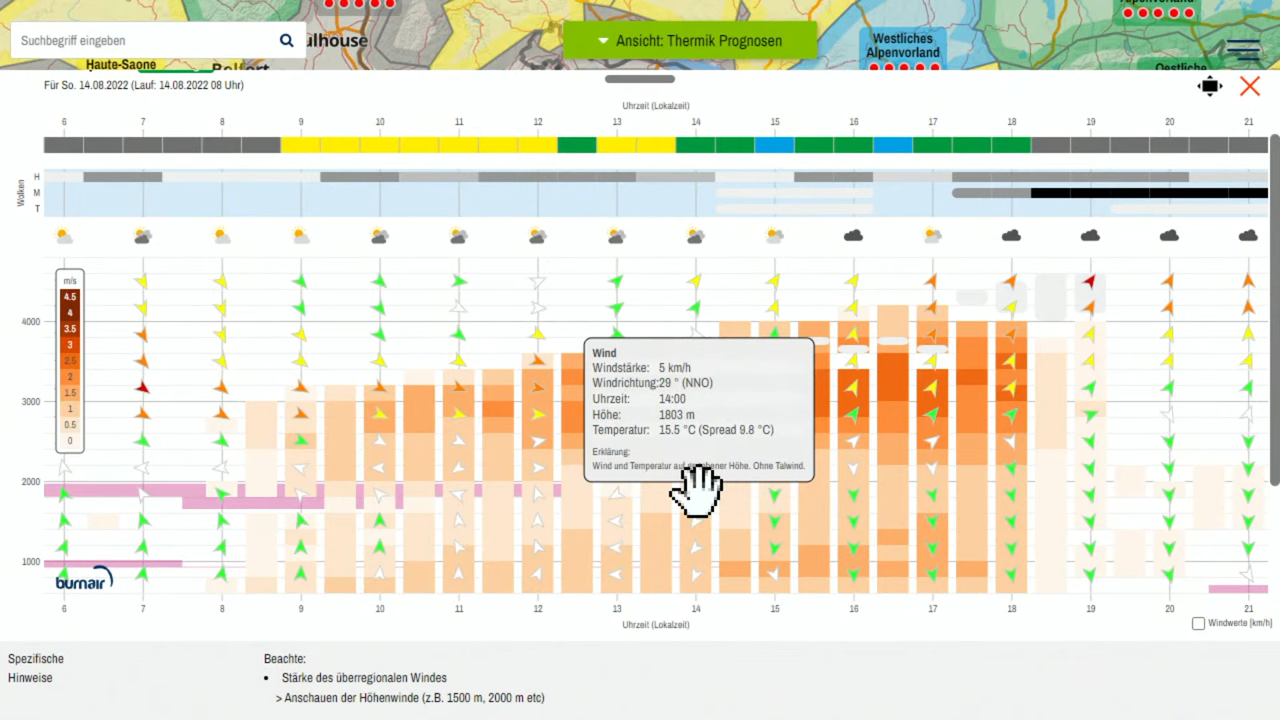 Alpenvorland
Suchbegriff eingeben
ulhouse
Ansicht: Thermik Prognosen
Westliches
Alpenvorland
Haute-Saone
Belfort
Oestliche
Für So. 14.08.2022 (Lauf: 14.08.2022 08 Uhr)
Uhrzeit (Lokalzeit)
6 7 8 9 10 11 12 13 14 15 16 17 18 19 20 21
Wolken
H
M
T
m/s
4.5
4
3.5
3
2.5
2
1.5
1
0.5
0
4000
3000
2000
1000
Wind
Windstärke: 5 km/h
Windrichtung:29 ° (NNO)
Uhrzeit: 14:00
Höhe: 1803 m
Temperatur: 15.5 °C (Spread 9.8 °C)
Erklärung:
Wind und Temperatur auf gegebener Höhe. Ohne Talwind.
burnair
6 7 8 9 10 11 12 13 14 15 16 17 18 19 20 21
Uhrzeit (Lokalzeit)
Windwerte [km/h]
Spezifische
Hinweise
Beachte:
• Stärke des überregionalen Windes
> Anschauen der Höhenwinde (z.B. 1500 m, 2000 m etc)